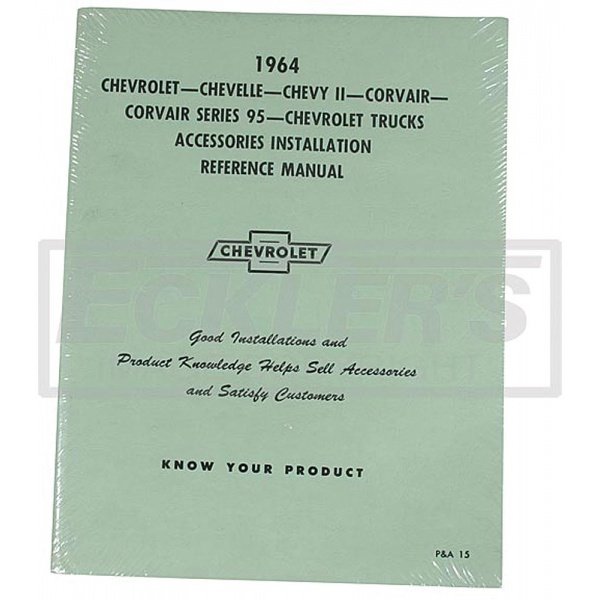 1964
CHEVROLET—CHEVELLE—CHEVY II—CORVAIR—
CORVAIR SERIES 95—CHEVROLET TRUCKS
ACCESSORIES INSTALLATION
REFERENCE MANUAL
CHEVROLET
ECKLER'S
Good Installations and
Product Knowledge Helps Sell Accessories
and Satisfy Customers
KNOW YOUR PRODUCT
P&A 15